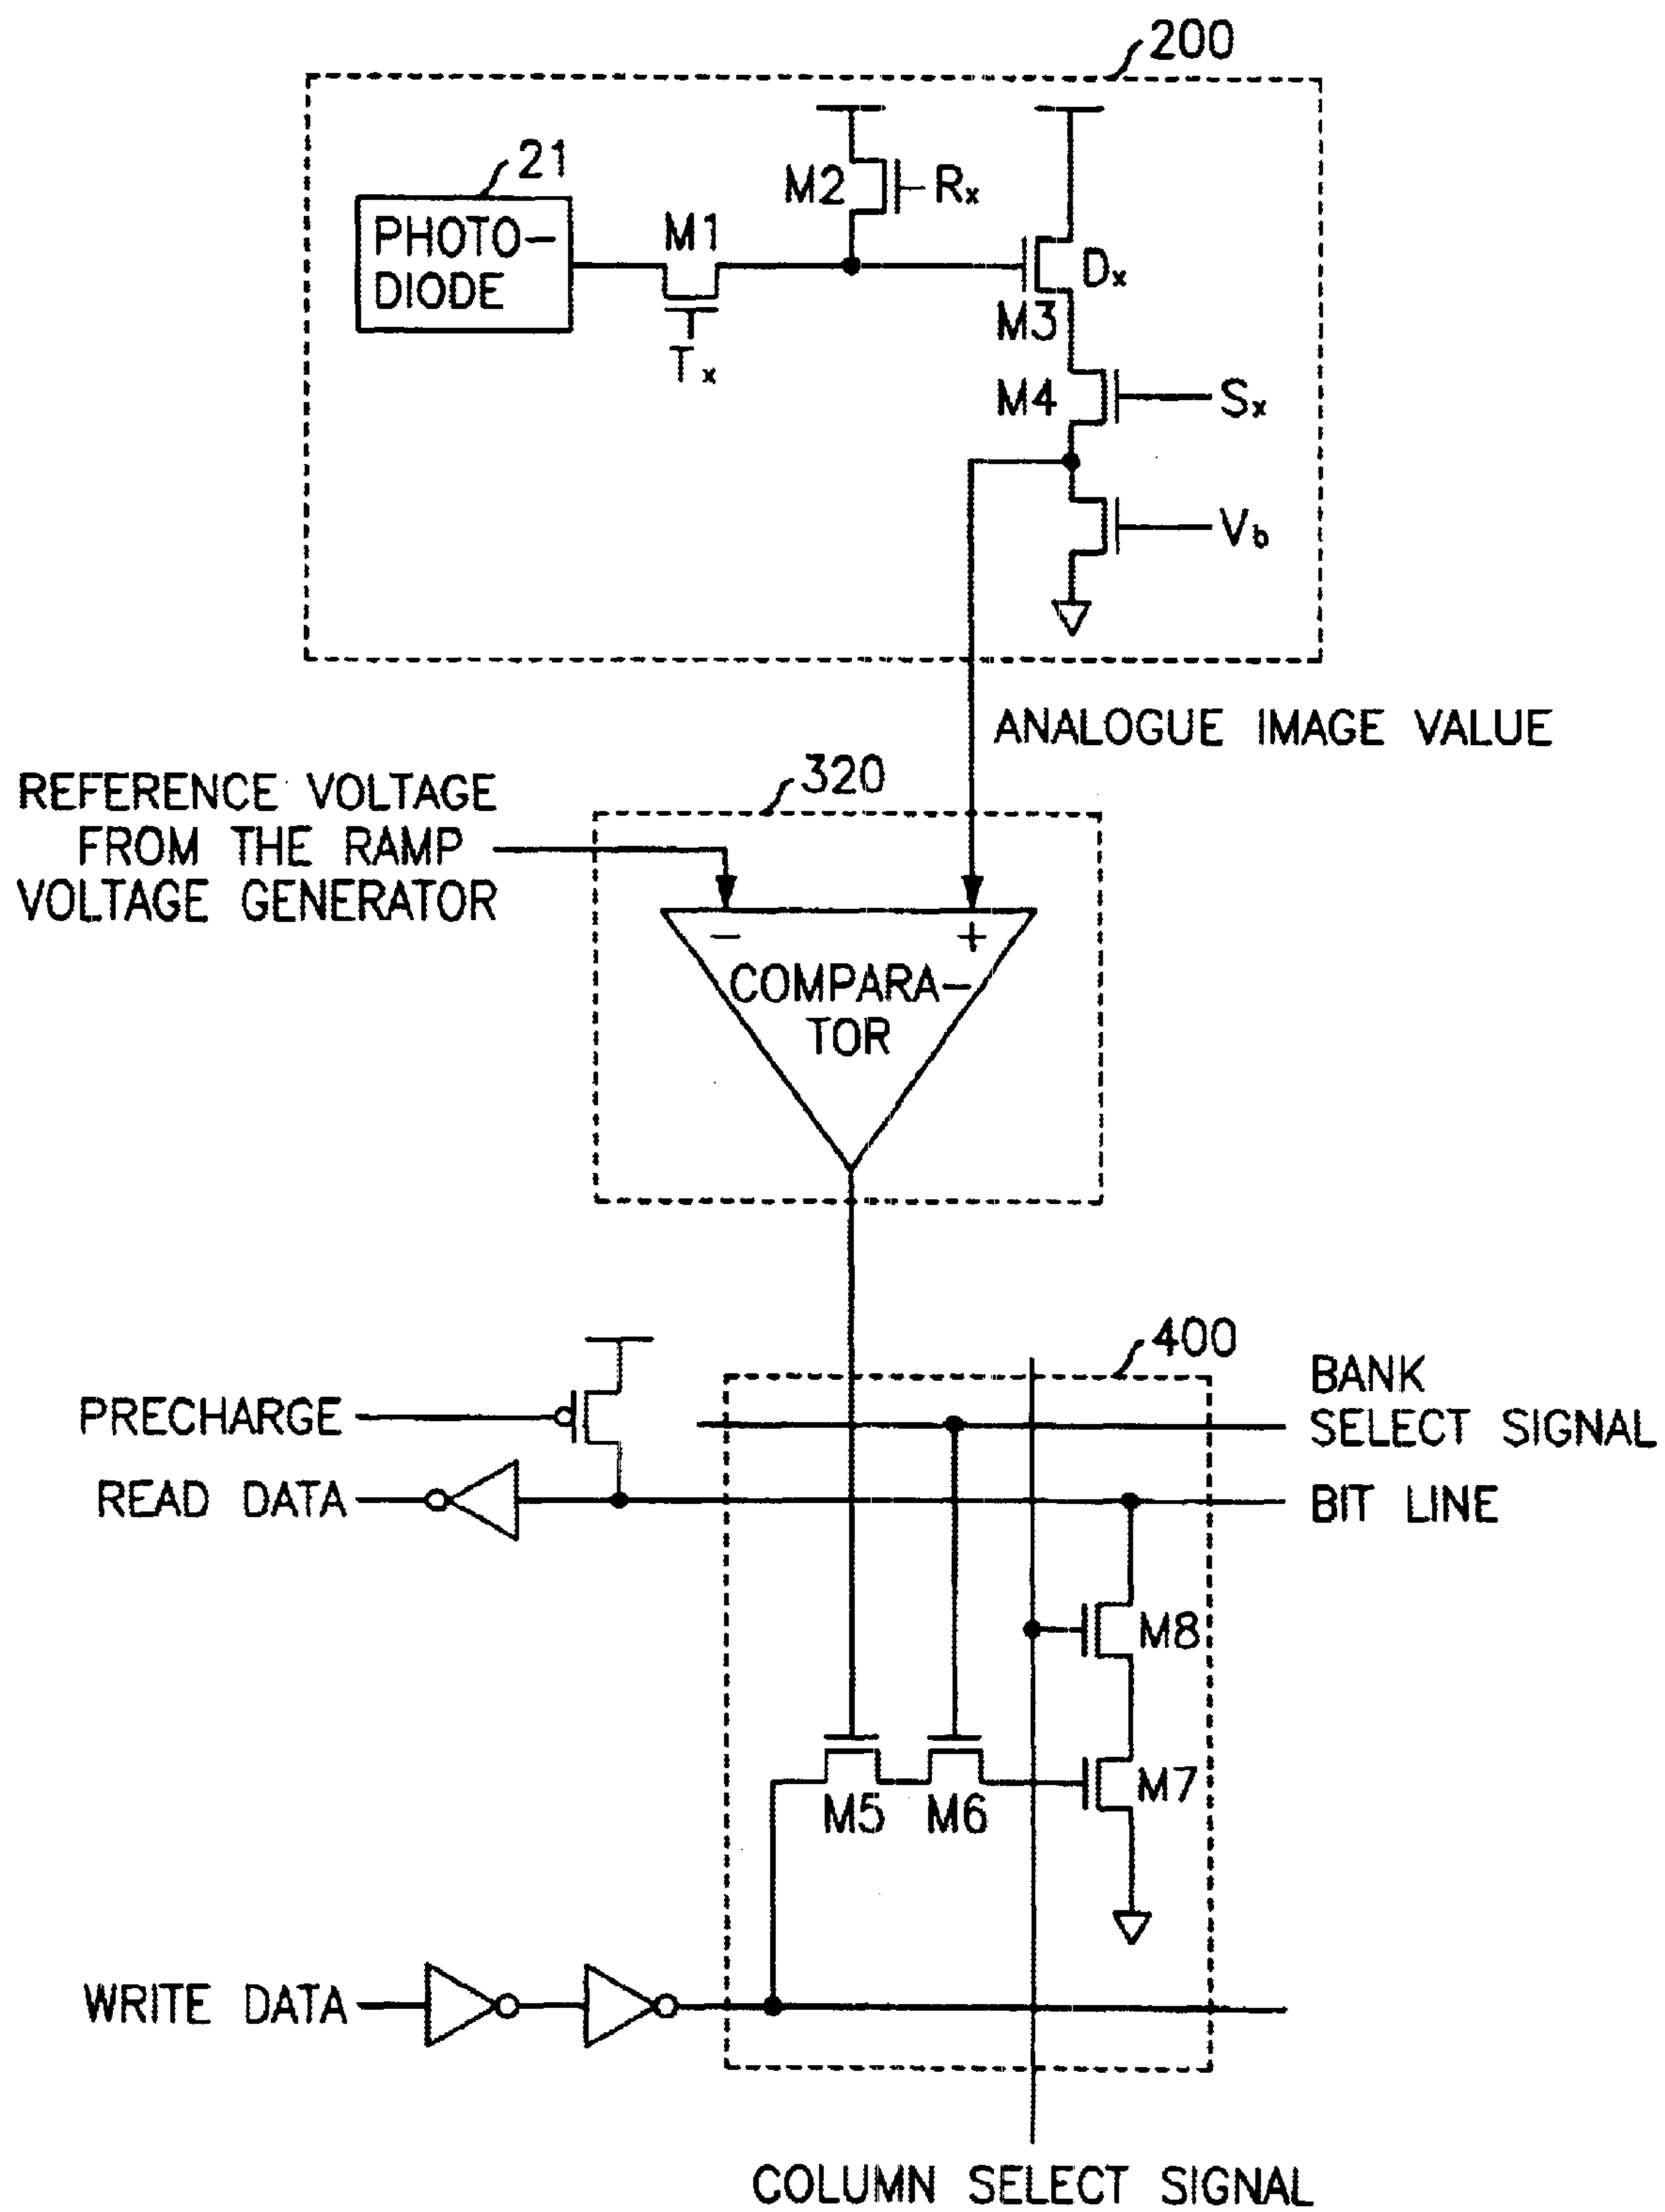 200
21
PHOTO-
DIODE
M1
Tx
M2
Rx
Dx
M3
M4
Sx
Vb
ANALOGUE IMAGE VALUE
REFERENCE VOLTAGE
FROM THE RAMP
VOLTAGE GENERATOR
320
- +
COMPARA-
TOR
400
BANK
SELECT SIGNAL
PRECHARGE
READ DATA
BIT LINE
M8
M5
M6
M7
WRITE DATA
COLUMN SELECT SIGNAL